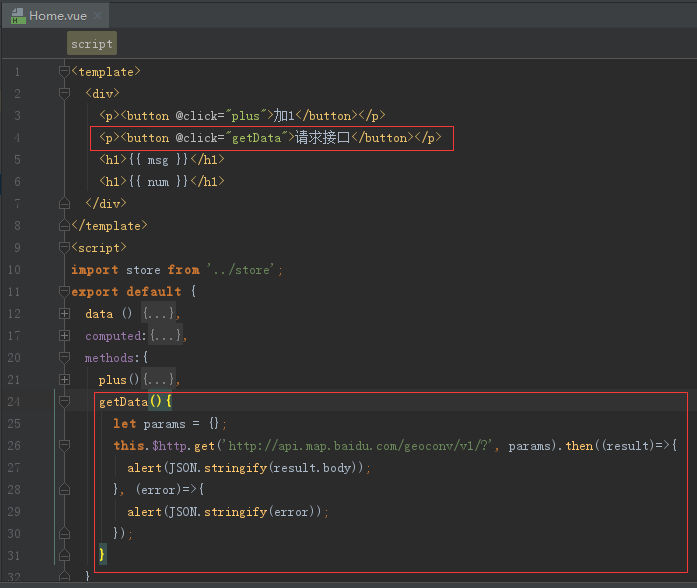 Home.vue
script
1 <template>
2 <div>
3 <p><button @click="plus">加1</button></p>
4 <p><button @click="getData">请求接口</button></p>
5 <h1>{{ msg }}</h1>
6 <h1>{{ num }}</h1>
7 </div>
8 </template>
9 <script>
10 import store from '../store';
11 export default {
12 data () {...},
17 computed:{...},
20 methods:{
21 plus(){...},
24 getData(){
25 let params = {};
26 this.$http.get('http://api.map.baidu.com/geoconv/v1/?', params).then((result)=>{
27 alert(JSON.stringify(result.body));
28 }, (error)=>{
29 alert(JSON.stringify(error));
30 });
31 }
32 }